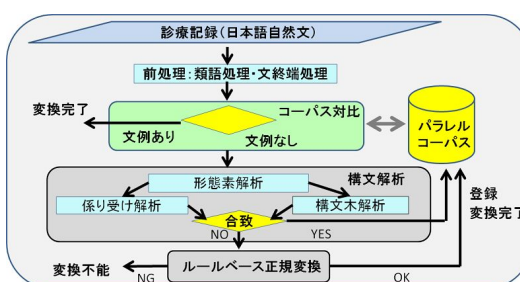 診療記録(日本語自然文)
前処理:類語処理・文終端処理
変換完了
コーパス対比
文例あり
文例なし
パラレル
コーパス
構文解析
形態素解析
係り受け解析
構文木解析
合致
NO
YES
登録
変換完了
ルールベース正規変換
変換不能
NG
OK